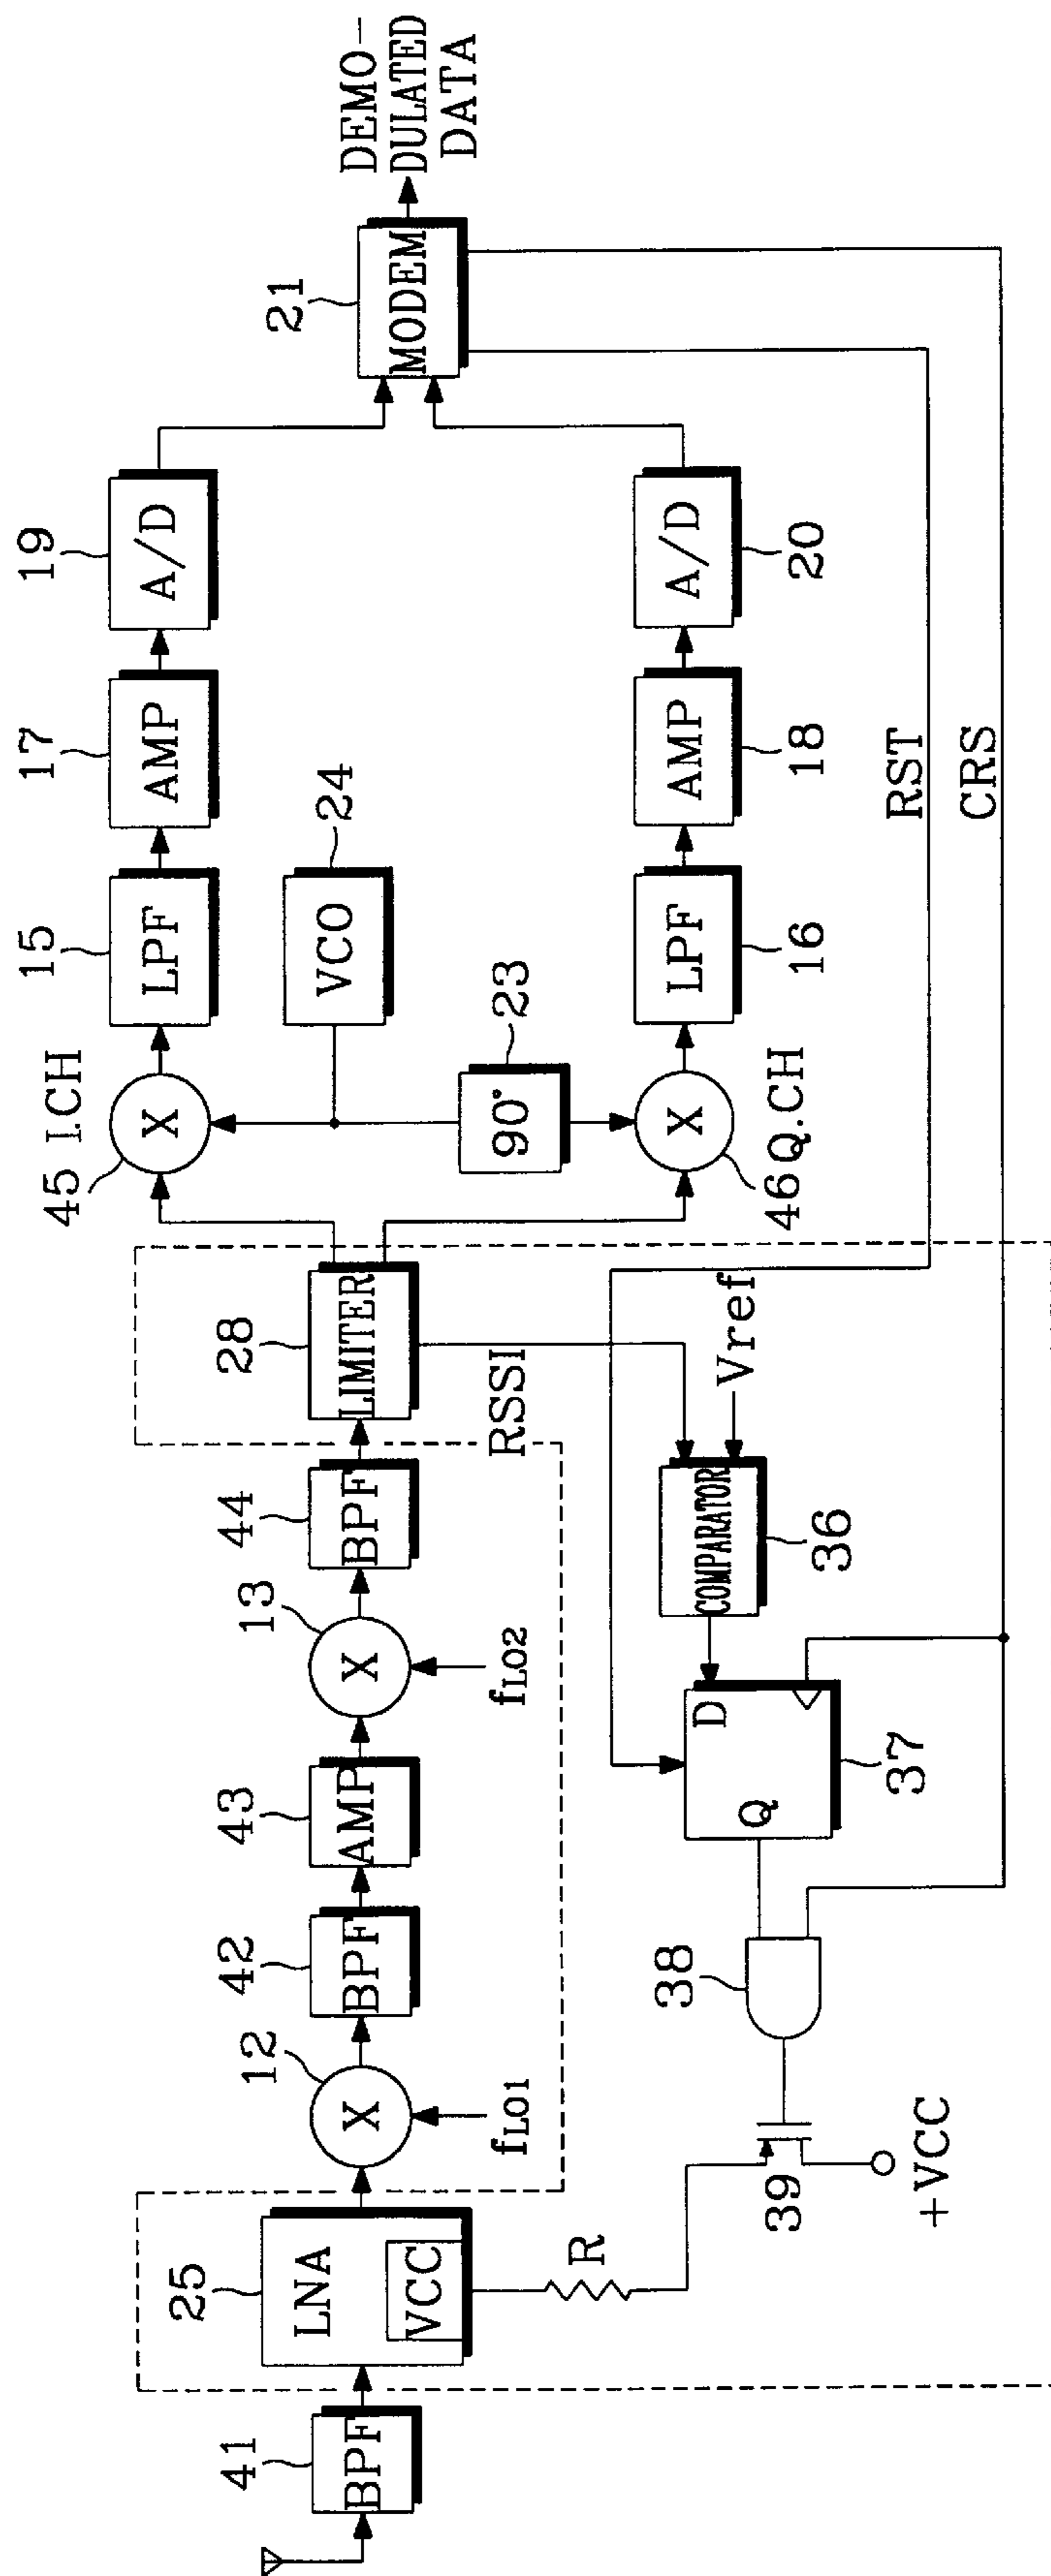 41
BPF
25
LNA
VCC
12
X
fLO1
42
BPF
43
AMP
13
X
fLO2
44
BPF
28
LIMITER
RSSI
45
I.CH
X
15
LPF
17
AMP
19
A/D
VCO
24
90°
23
X
46
Q.CH
LPF
16
AMP
18
A/D
20
21
MODEM
DEMO-
DULATED
DATA
RST
CRS
Vref
COMPARATOR
36
D
Q
37
38
39
R
+VCC